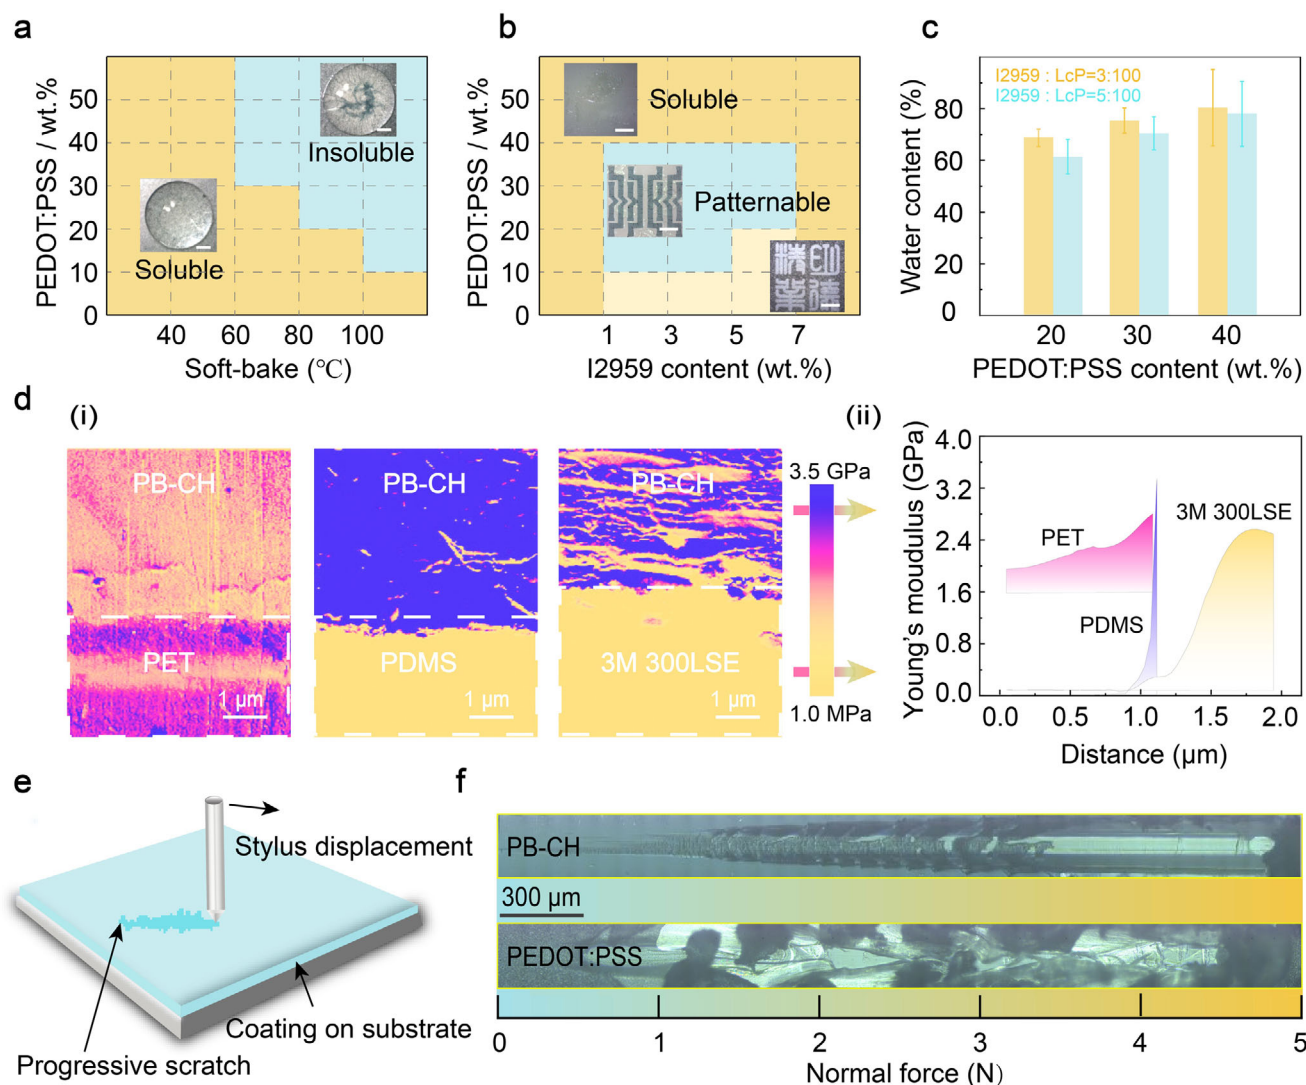 a
PEDOT:PSS / wt.%
50
40
30
20
10
0
Insoluble
Soluble
40 60 80 100
Soft-bake (℃)
b
PEDOT:PSS / wt.%
50
40
30
20
10
0
Soluble
Patternable
精
業
1 3 5 7
I2959 content (wt.%)
c
Water content (%)
80
60
40
20
0
I2959 : LcP=3:100
I2959 : LcP=5:100
20 30 40
PEDOT:PSS content (wt.%)
d
(i)
PB-CH
PET
1 μm
PB-CH
PDMS
1 μm
PB-CH
3M 300LSE
1 μm
3.5 GPa
1.0 MPa
(ii)
Young's moudulus (GPa)
4.0
3.2
2.4
1.6
0.8
0.0
PET
PDMS
3M 300LSE
0.0 0.5 1.0 1.5 2.0
Distance (μm)
e
Stylus displacement
Coating on substrate
Progressive scratch
f
PB-CH
300 μm
PEDOT:PSS
0 1 2 3 4 5
Normal force (N)